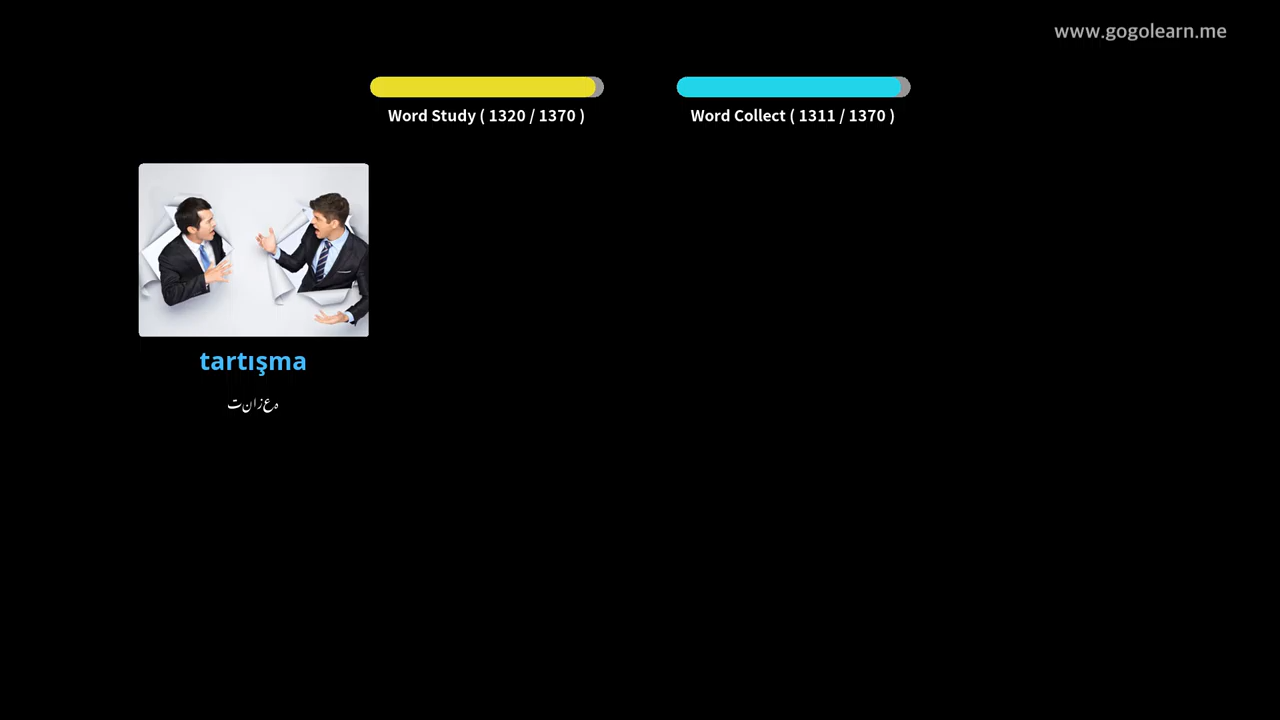 www.gogolearn.me
Word Study ( 1320 / 1370 )
Word Collect ( 1311 / 1370 )
tartışma
تنازعہ